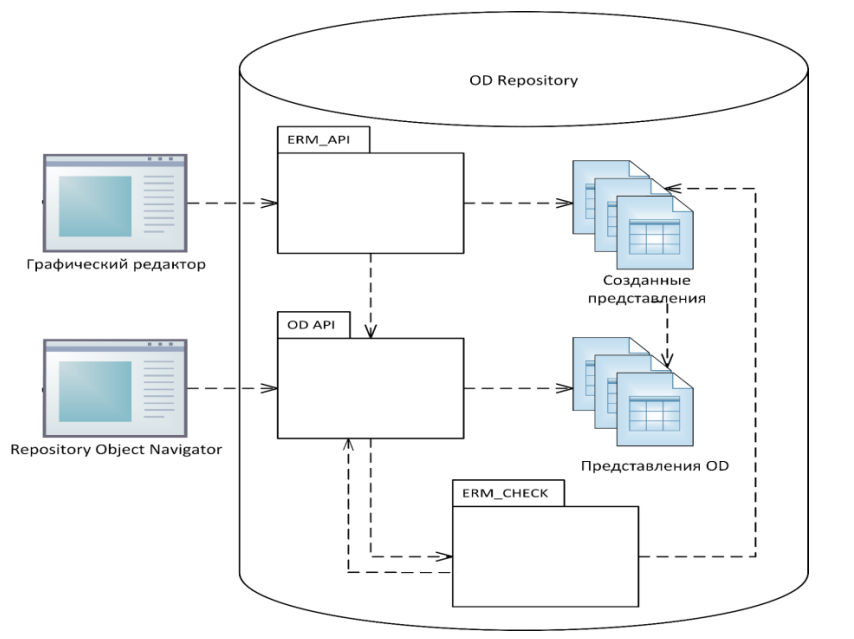 OD Repository
ERM_API
Графический редактор
Созданные
представления
OD API
Repository Object Navigator
Представления OD
ERM_CHECK